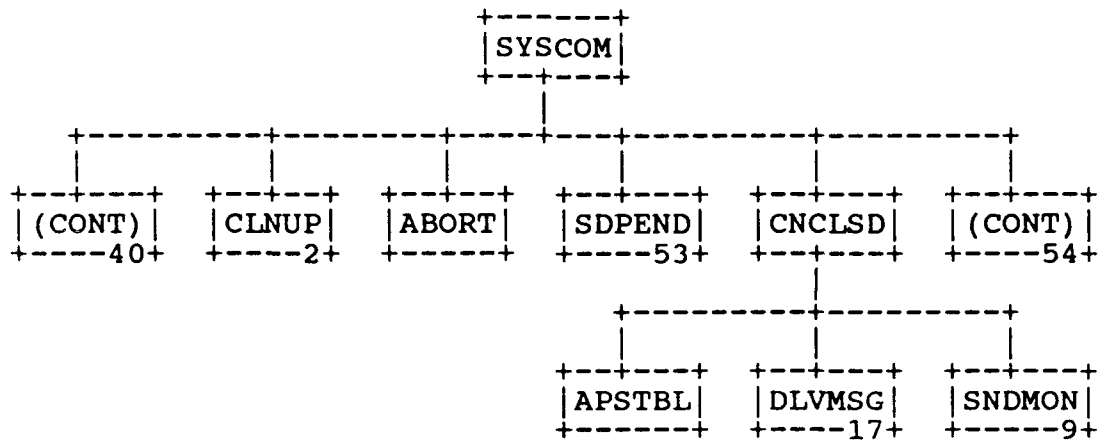 SYSCOM
(CONT) CLNUP ABORT SDPEND CNCLSD (CONT)
40 2 53 54
APSTBL DLVMSG SNDMON
17 9